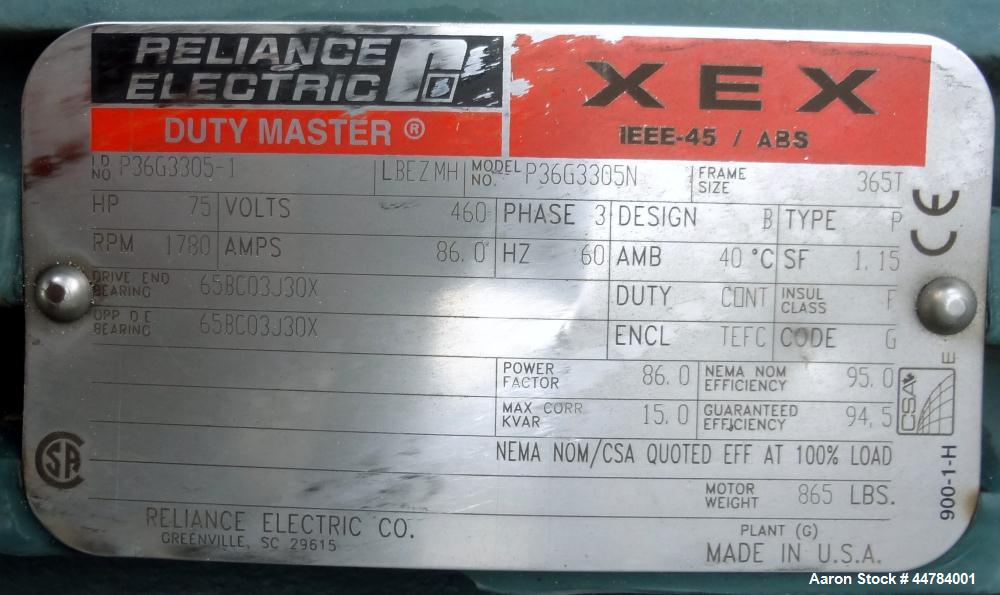 RELIANCE ELECTRIC
DUTY MASTER ®
XEX
IEEE-45 / ABS
I.D. NO. P36G3305-1 LBEZMH MODEL NO. P36G3305N FRAME SIZE 365T
HP 75 VOLTS 460 PHASE 3 DESIGN B TYPE P
RPM 1780 AMPS 86.0 HZ 60 AMB 40 °C SF 1.15
DRIVE END BEARING 65BC03J30X DUTY CONT INSUL CLASS F
OPP D.E. BEARING 65BC03J30X ENCL TEFC CODE G
POWER FACTOR 86.0 NEMA NOM EFFICIENCY 95.0
MAX CORR KVAR 15.0 GUARANTEED EFFICIENCY 94.5
NEMA NOM/CSA QUOTED EFF AT 100% LOAD
MOTOR WEIGHT 865 LBS.
RELIANCE ELECTRIC CO.
GREENVILLE, SC 29615
PLANT (G)
MADE IN U.S.A.
CE
CSA
E
CSA
900-1-H
Aaron Stock # 44784001